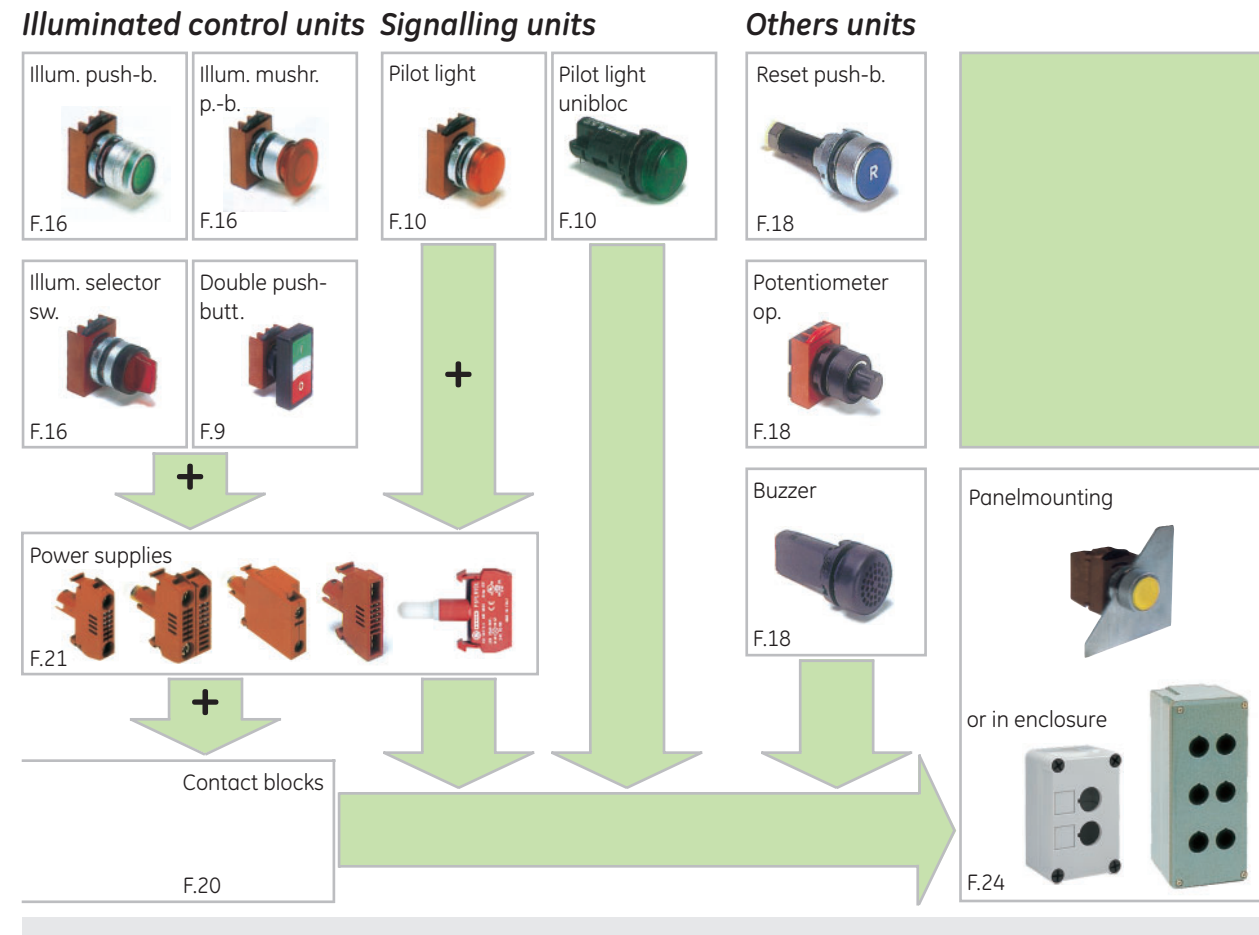 Illuminated control units
Signalling units
Others units
Illum. push-b.
F.16
Illum. mushr.
p.-b.
F.16
Pilot light
F.10
Pilot light
unibloc
F.10
Reset push-b.
R
F.18
Illum. selector
sw.
F.16
Double push-
butt.
F.9
+
Potentiometer
op.
F.18
+
Power supplies
F.21
Buzzer
F.18
Panelmounting
or in enclosure
F.24
+
Contact blocks
F.20